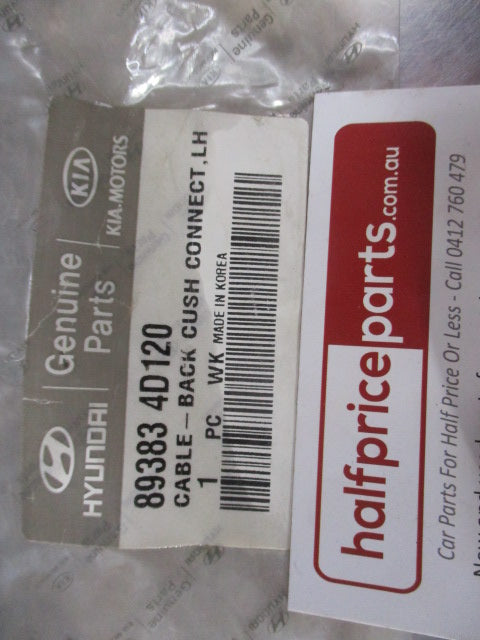 HYUNDAI | Genuine Parts | KIA KIA MOTORS
89383 4D120
CABLE-BACK CUSH CONNECT,LH
1 PC WK MADE IN KOREA
halfpriceparts.com.au
Car Parts For Half Price Or Less - Call 0412 760 479